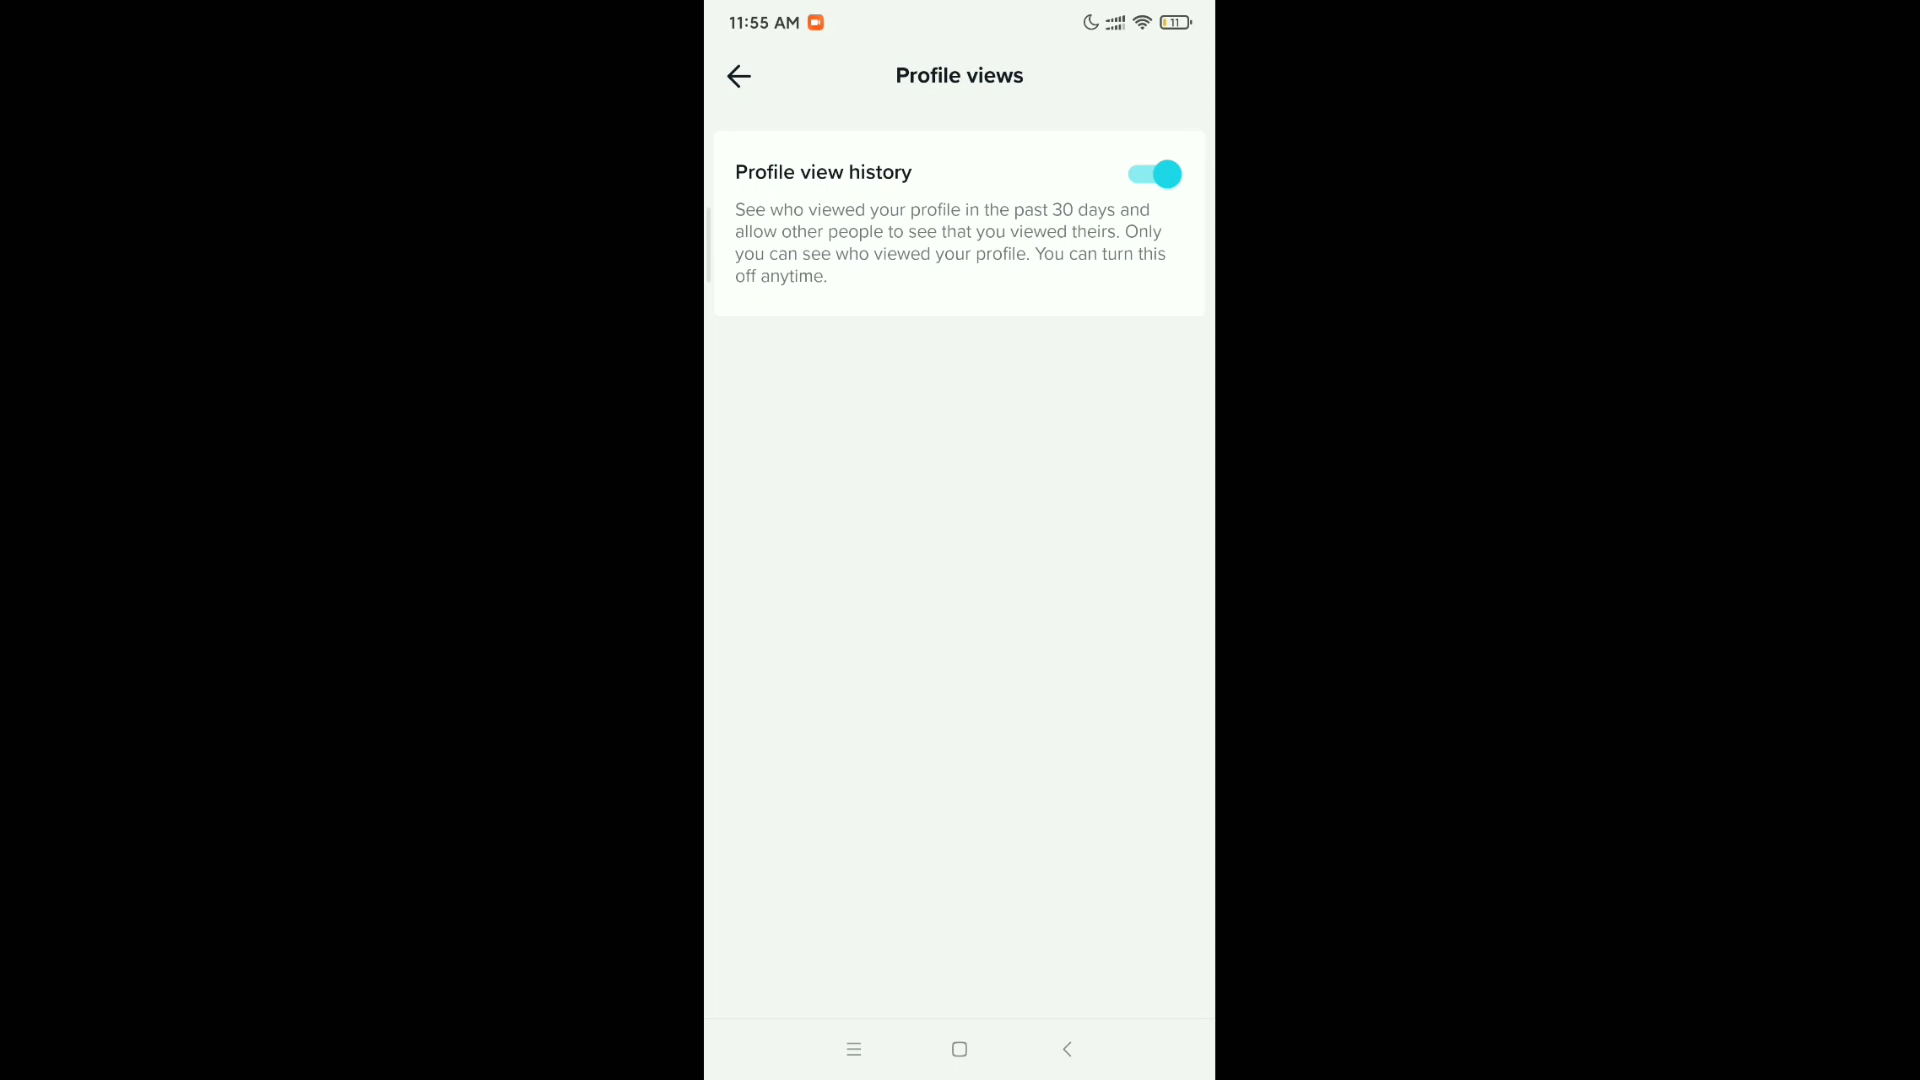 11:55 AM
11
Profile views
Profile view history
See who viewed your profile in the past 30 days and
allow other people to see that you viewed theirs. Only
you can see who viewed your profile. You can turn this
off anytime.